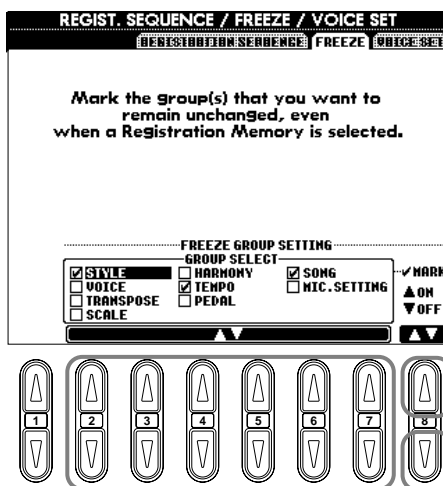 REGIST. SEQUENCE / FREEZE / VOICE SET
REGISTRATION SEQUENCE FREEZE VOICE SET
Mark the group(s) that you want to
remain unchanged, even
when a Registration Memory is selected.
FREEZE GROUP SETTING
GROUP SELECT
STYLE HARMONY SONG MARK
VOICE TEMPO MIC.SETTING
▲ON
TRANSPOSE PEDAL
▼OFF
SCALE
▲▼ ▲▼
1 2 3 4 5 6 7 8